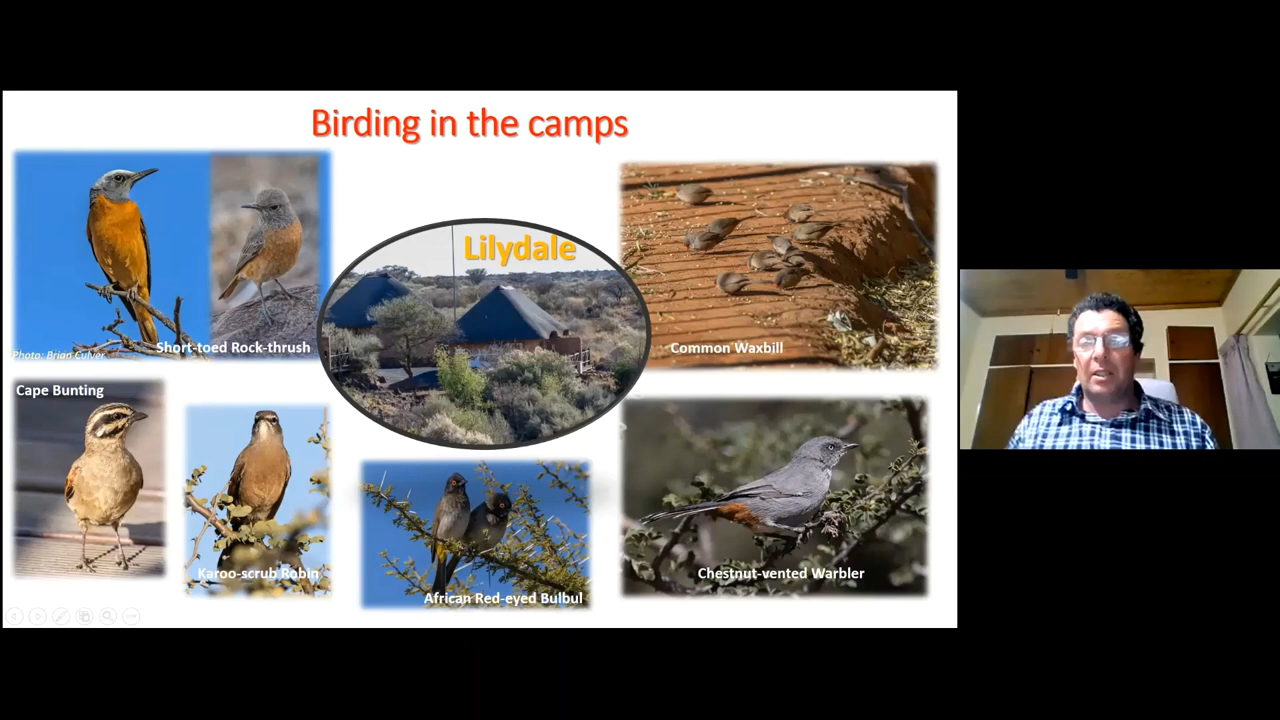 Birding in the camps
Lilydale
Photo: Brian Culver
Short-toed Rock-thrush
Common Waxbill
Cape Bunting
Karoo-scrub Robin
African Red-eyed Bulbul
Chestnut-vented Warbler